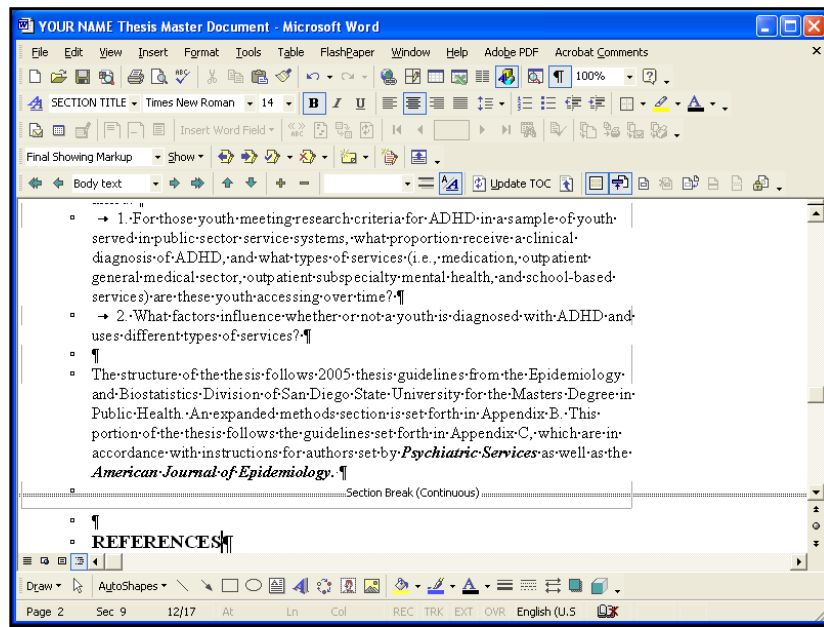 YOUR NAME Thesis Master Document - Microsoft Word
File Edit View Insert Format Tools Table FlashPaper Window Help Adobe PDF Acrobat Comments
100%
SECTION TITLE Times New Roman 14 B I U
Insert Word Field
Final Showing Markup Show
Body text Update TOC
1. For those youth meeting research criteria for ADHD in a sample of youth
served in public sector service systems, what proportion receive a clinical
diagnosis of ADHD, and what types of services (i.e., medication, outpatient
general medical sector, outpatient subspecialty mental health, and school-based
services) are these youth accessing over time? ¶
2. What factors influence whether or not a youth is diagnosed with ADHD and
uses different types of services? ¶
¶
The structure of the thesis follows 2005 thesis guidelines from the Epidemiology
and Biostatistics Division of San Diego State University for the Masters Degree in
Public Health. An expanded methods section is set forth in Appendix B. This
portion of the thesis follows the guidelines set forth in Appendix C, which are in
accordance with instructions for authors set by Psychiatric Services as well as the
American Journal of Epidemiology. ¶
Section Break (Continuous)
¶
REFERENCES¶
Draw AutoShapes
Page 2 Sec 9 12/17 At Ln Col REC TRK EXT OVR English (U.S